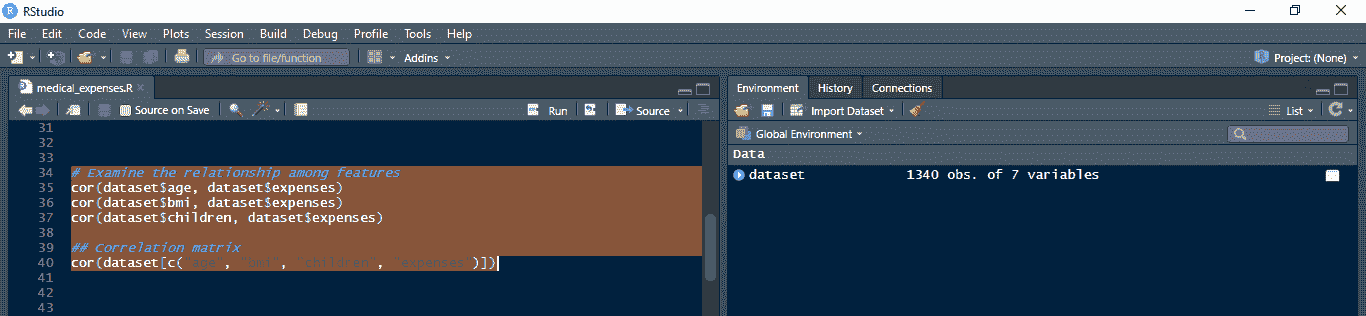 RStudio
File Edit Code View Plots Session Build Debug Profile Tools Help
Go to file/function Addins Project: (None)
medical_expenses.R
Environment History Connections
Source on Save Run Source
Import Dataset List
Global Environment
Data
dataset 1340 obs. of 7 variables
31
32
33
34 # Examine the relationship among features
35 cor(dataset$age, dataset$expenses)
36 cor(dataset$bmi, dataset$expenses)
37 cor(dataset$children, dataset$expenses)
38
39 ## Correlation matrix
40 cor(dataset[c("age", "bmi", "children", "expenses")])
41
42
43